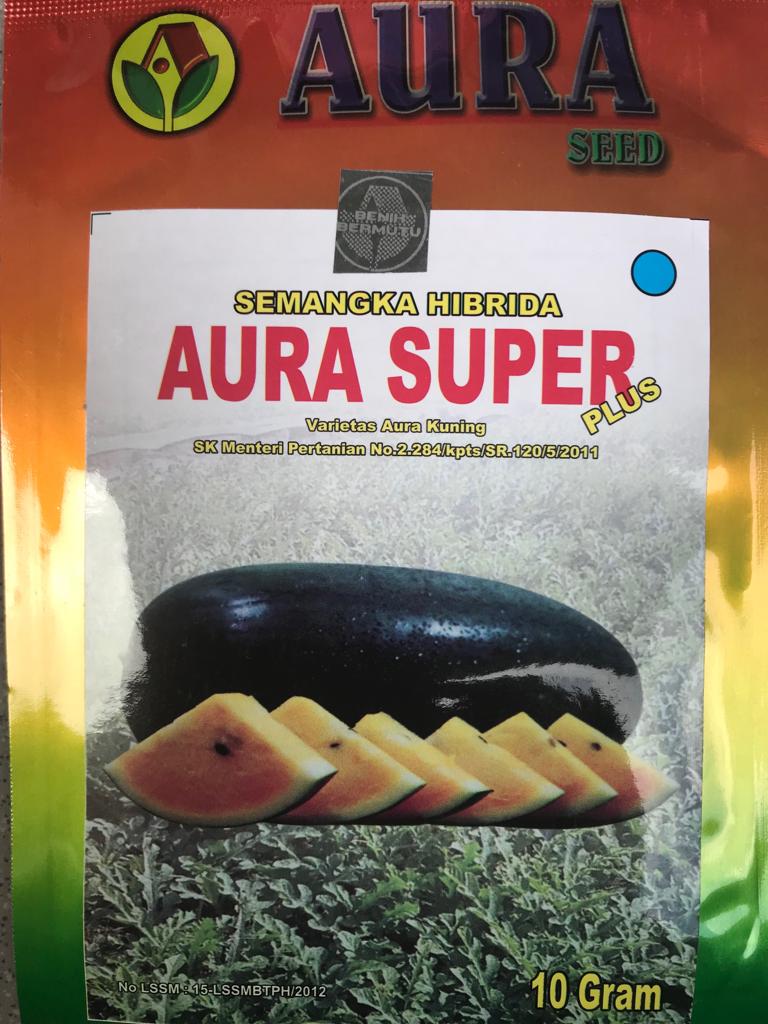 AURA
SEED
BENIH
BERMUTU
SEMANGKA HIBRIDA
AURA SUPER
PLUS
Varietas Aura Kuning
SK Menteri Pertanian No.2.284/kpts/SR.120/5/2011
No LSSM : 15-LSSMBTPH/2012
10 Gram